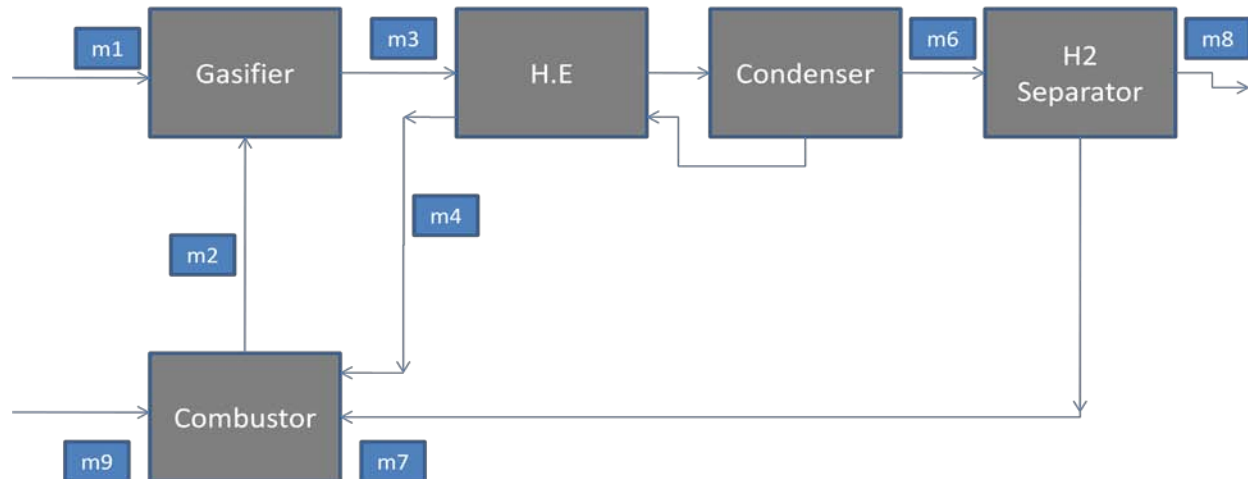 m1
Gasifier
m3
H.E
Condenser
m6
H2
Separator
m8
m4
m2
Combustor
m9
m7